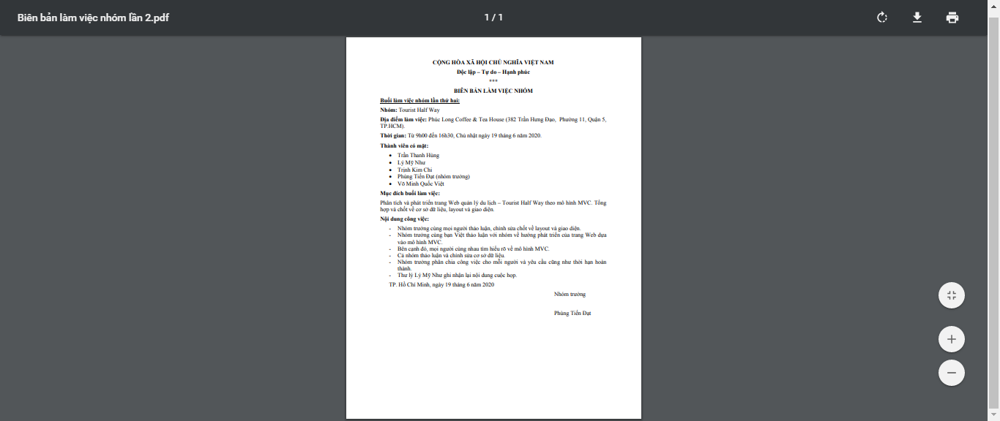 Biên bản làm việc nhóm lần 2.pdf
1 / 1
CỘNG HÒA XÃ HỘI CHỦ NGHĨA VIỆT NAM
Độc lập – Tự do – Hạnh phúc
***
BIÊN BẢN LÀM VIỆC NHÓM
Buổi làm việc nhóm lần thứ hai:
Nhóm: Tourist Half Way
Địa điểm làm việc: Phúc Long Coffee & Tea House (382 Trần Hưng Đạo, Phường 11, Quận 5,
TP.HCM).
Thời gian: Từ 9h00 đến 16h30, Chủ nhật ngày 19 tháng 6 năm 2020.
Thành viên có mặt:
• Trần Thanh Hùng
• Lý Mỹ Như
• Trịnh Kim Chi
• Phùng Tiến Đạt (nhóm trưởng)
• Võ Minh Quốc Việt
Mục đích buổi làm việc:
Phân tích và phát triển trang Web quản lý du lịch – Tourist Half Way theo mô hình MVC. Tổng
hợp và chốt về cơ sở dữ liệu, layout và giao diện.
Nội dung công việc:
- Nhóm trưởng cùng mọi người thảo luận, chỉnh sửa chốt về layout và giao diện.
- Nhóm trưởng cùng bạn Việt thảo luận với nhóm về hướng phát triển của trang Web dựa
vào mô hình MVC.
- Bên cạnh đó, mọi người cùng nhau tìm hiểu rõ về mô hình MVC.
- Cả nhóm thảo luận và chỉnh sửa cơ sở dữ liệu.
- Nhóm trưởng phân chia công việc cho mỗi người và yêu cầu cũng như thời hạn hoàn
thành.
- Thư lý Lý Mỹ Như ghi nhận lại nội dung cuộc họp.
TP. Hồ Chí Minh, ngày 19 tháng 6 năm 2020
Nhóm trưởng
Phùng Tiến Đạt